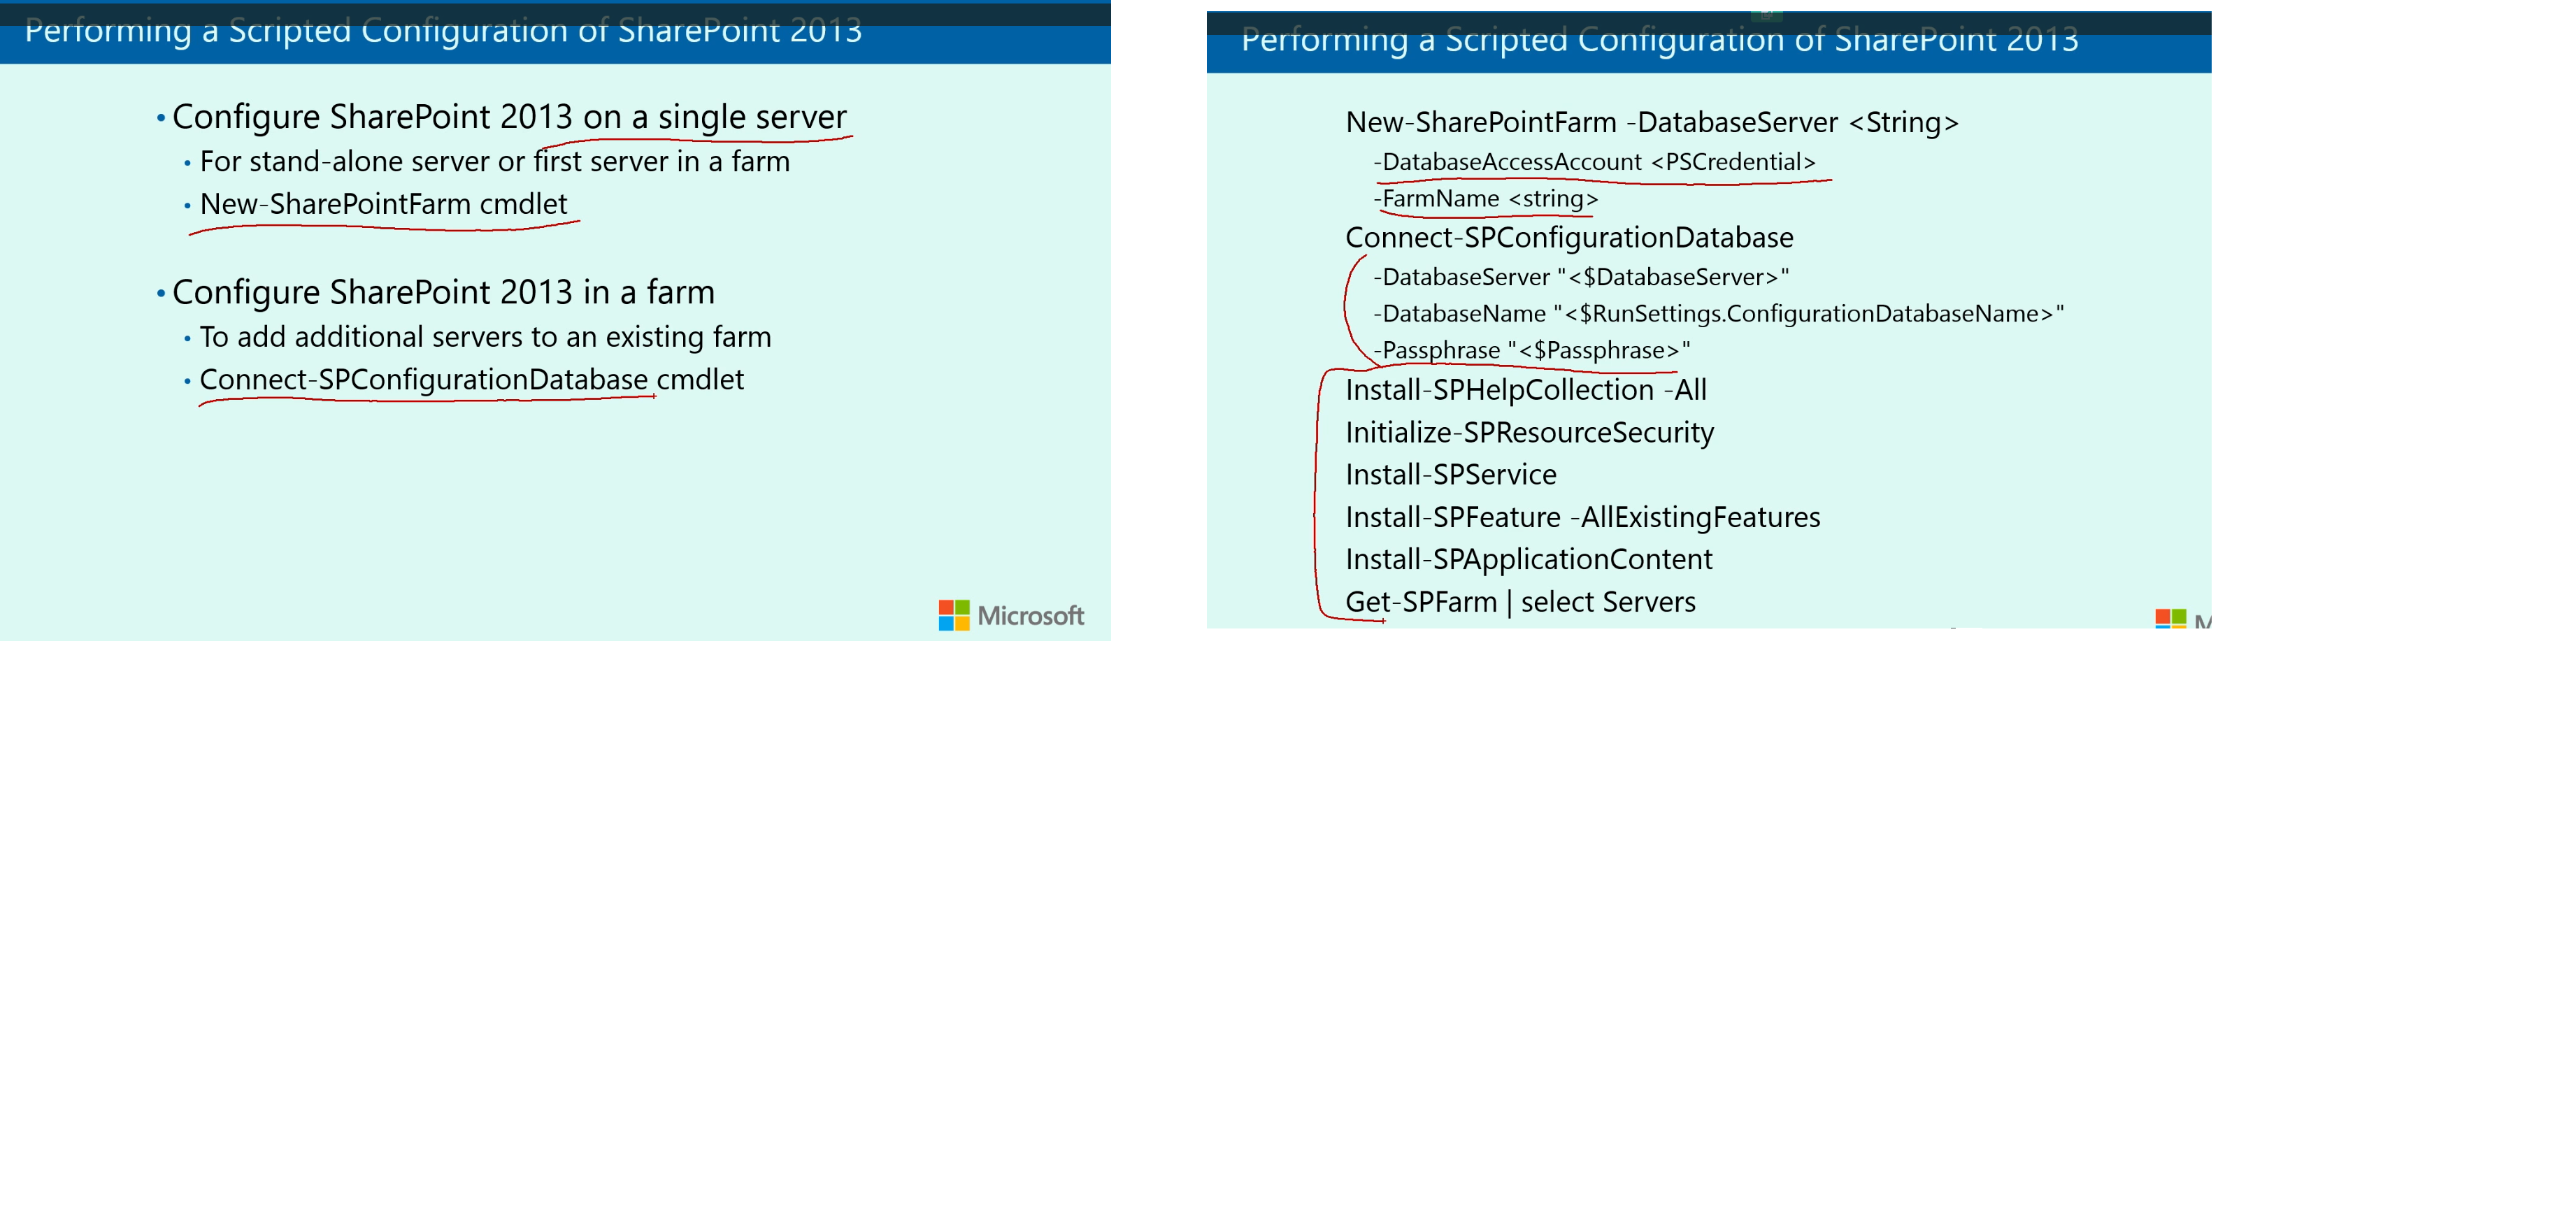 Performing a Scripted Configuration of SharePoint 2013
• Configure SharePoint 2013 on a single server
• For stand-alone server or first server in a farm
• New-SharePointFarm cmdlet
• Configure SharePoint 2013 in a farm
• To add additional servers to an existing farm
• Connect-SPConfigurationDatabase cmdlet
Microsoft
Performing a Scripted Configuration of SharePoint 2013
New-SharePointFarm -DatabaseServer <String>
-DatabaseAccessAccount <PSCredential>
-FarmName <string>
Connect-SPConfigurationDatabase
-DatabaseServer "<$DatabaseServer>"
-DatabaseName "<$RunSettings.ConfigurationDatabaseName>"
-Passphrase "<$Passphrase>"
Install-SPHelpCollection -All
Initialize-SPResourceSecurity
Install-SPService
Install-SPFeature -AllExistingFeatures
Install-SPApplicationContent
Get-SPFarm | select Servers